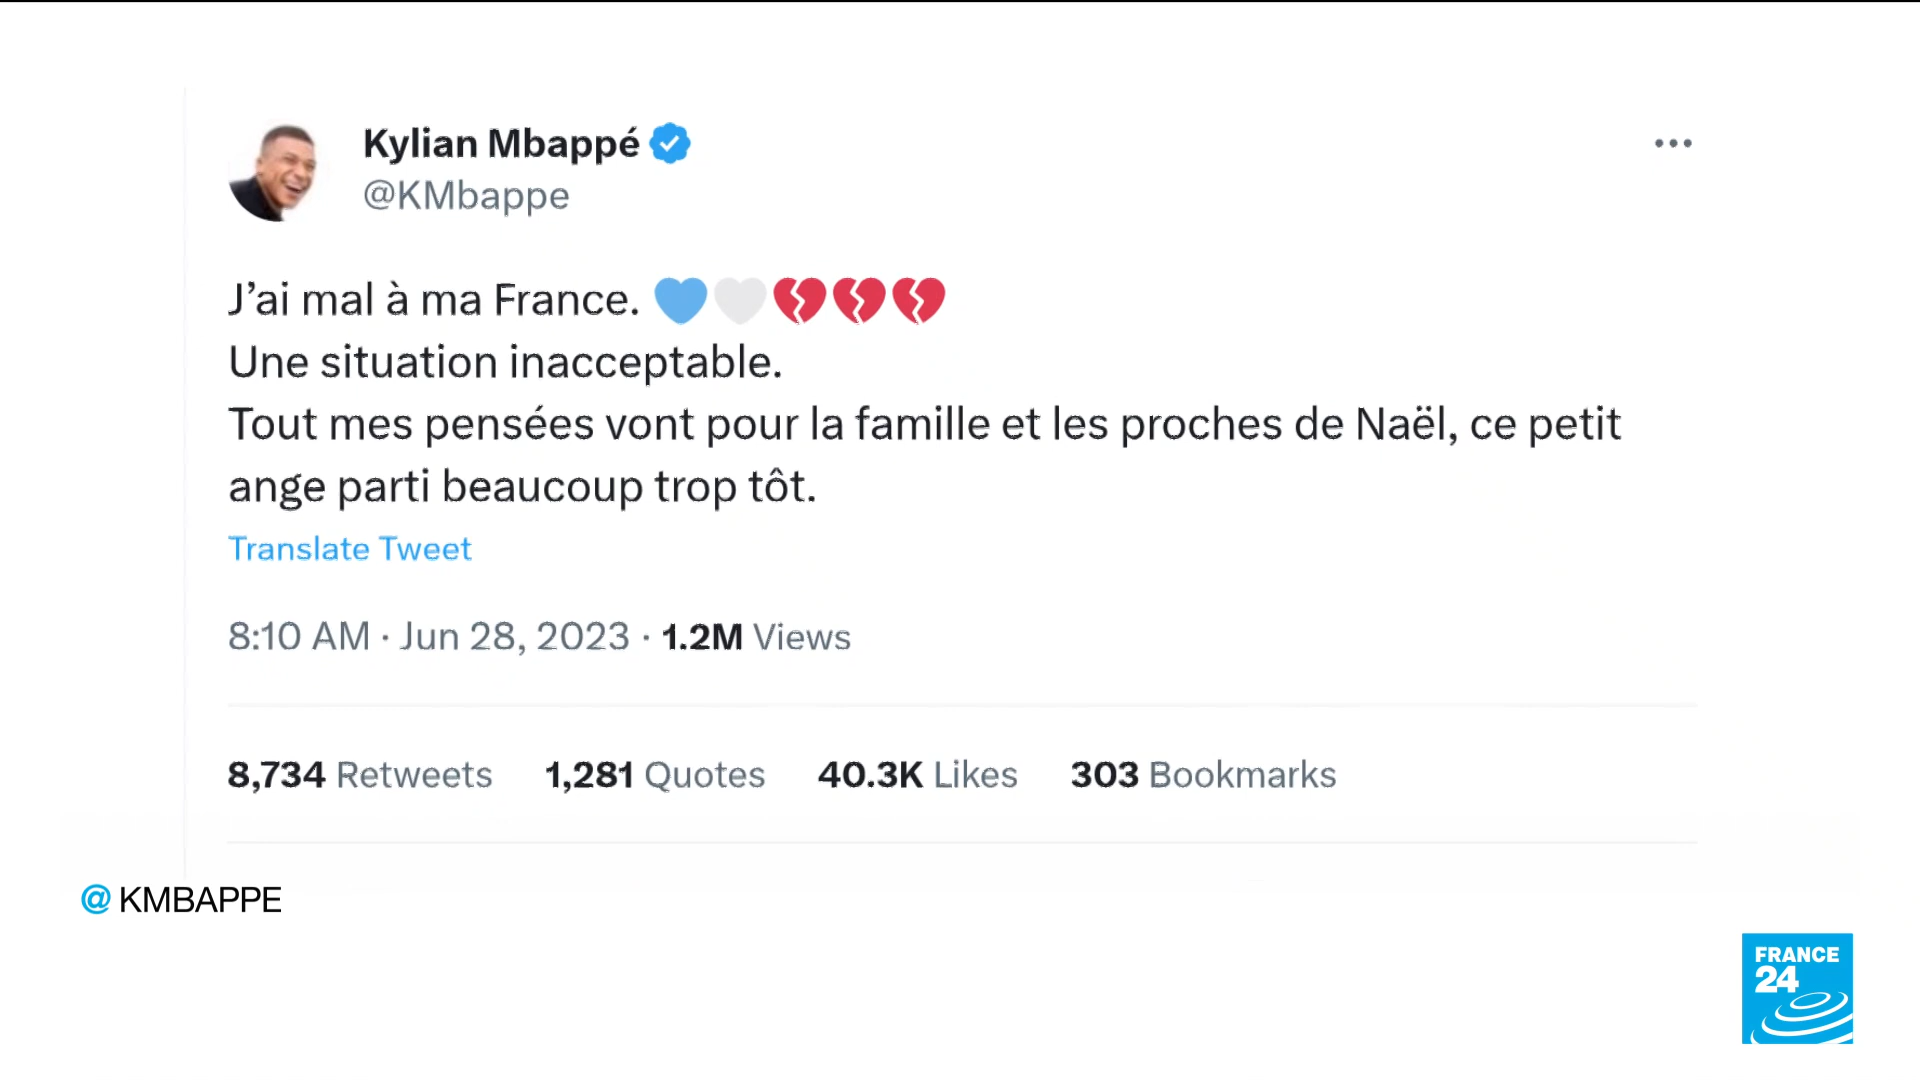 Kylian Mbappé
@KMbappe
J’ai mal à ma France. 🩵🤍💔💔💔
Une situation inacceptable.
Tout mes pensées vont pour la famille et les proches de Naël, ce petit
ange parti beaucoup trop tôt.
Translate Tweet
8:10 AM · Jun 28, 2023 · 1.2M Views
8,734 Retweets 1,281 Quotes 40.3K Likes 303 Bookmarks
@ KMBAPPE
FRANCE
24